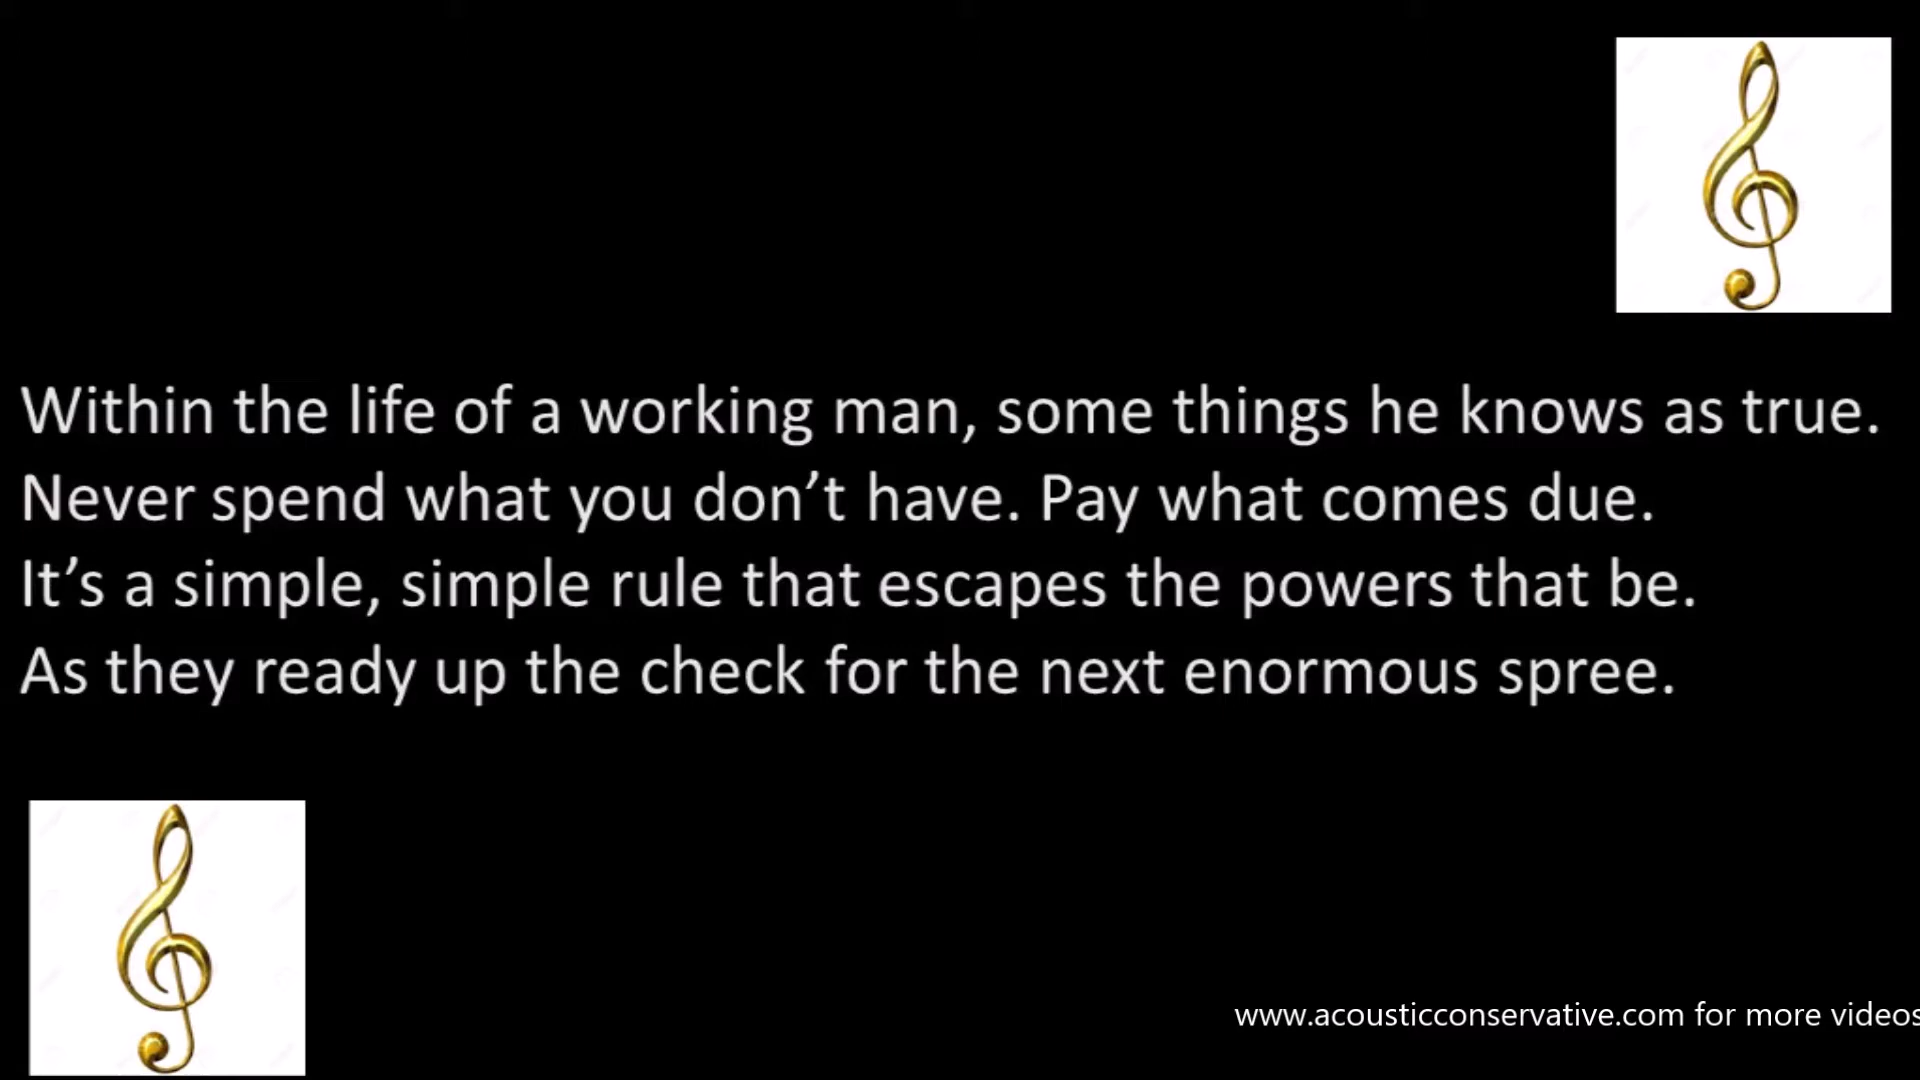 Within the life of a working man, some things he knows as true.
Never spend what you don’t have. Pay what comes due.
It’s a simple, simple rule that escapes the powers that be.
As they ready up the check for the next enormous spree.
www.acousticconservative.com for more videos